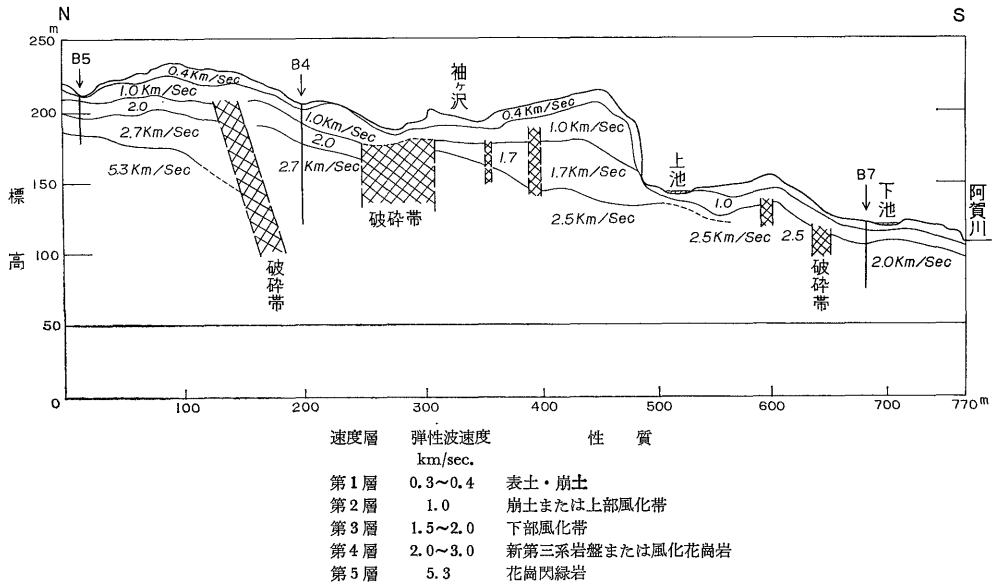 N
S
m
250
200
150
100
50
0
標高
B5
B4
袖ヶ沢
0.4 Km/Sec
1.0 Km/Sec
2.0
2.7 Km/Sec
5.3 Km/Sec
1.0 Km/Sec
2.0
2.7 Km/Sec
0.4 Km/Sec
1.0 Km/Sec
1.7
1.7 Km/Sec
2.5 Km/Sec
上池
1.0
2.5 Km/Sec
2.5
B7
下池
2.0 Km/Sec
阿賀川
破砕帯
破砕帯
破砕帯
100
200
300
400
500
600
700
770 m
速度層 弾性波速度 性 質
km/sec.
第1層 0.3~0.4 表土・崩土
第2層 1.0 崩土または上部風化帯
第3層 1.5~2.0 下部風化帯
第4層 2.0~3.0 新第三系岩盤または風化花崗岩
第5層 5.3 花崗閃緑岩